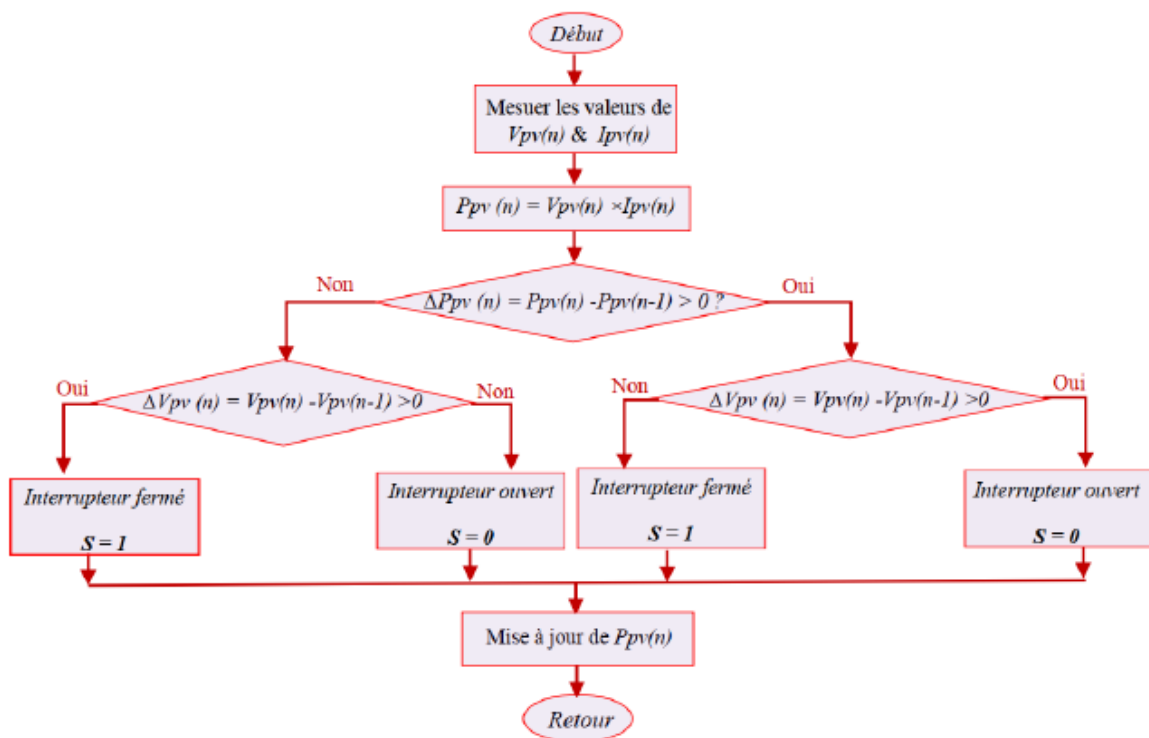 Début
Mesuer les valeurs de
Vpv(n) & Ipv(n)
Ppv (n) = Vpv(n) ×Ipv(n)
Non
ΔPpv (n) = Ppv(n) -Ppv(n-1) > 0 ?
Oui
Oui
ΔVpv (n) = Vpv(n) -Vpv(n-1) >0
Non
Non
ΔVpv (n) = Vpv(n) -Vpv(n-1) >0
Oui
Interrupteur fermé
S = 1
Interrupteur ouvert
S = 0
Interrupteur fermé
S = 1
Interrupteur ouvert
S = 0
Mise à jour de Ppv(n)
Retour